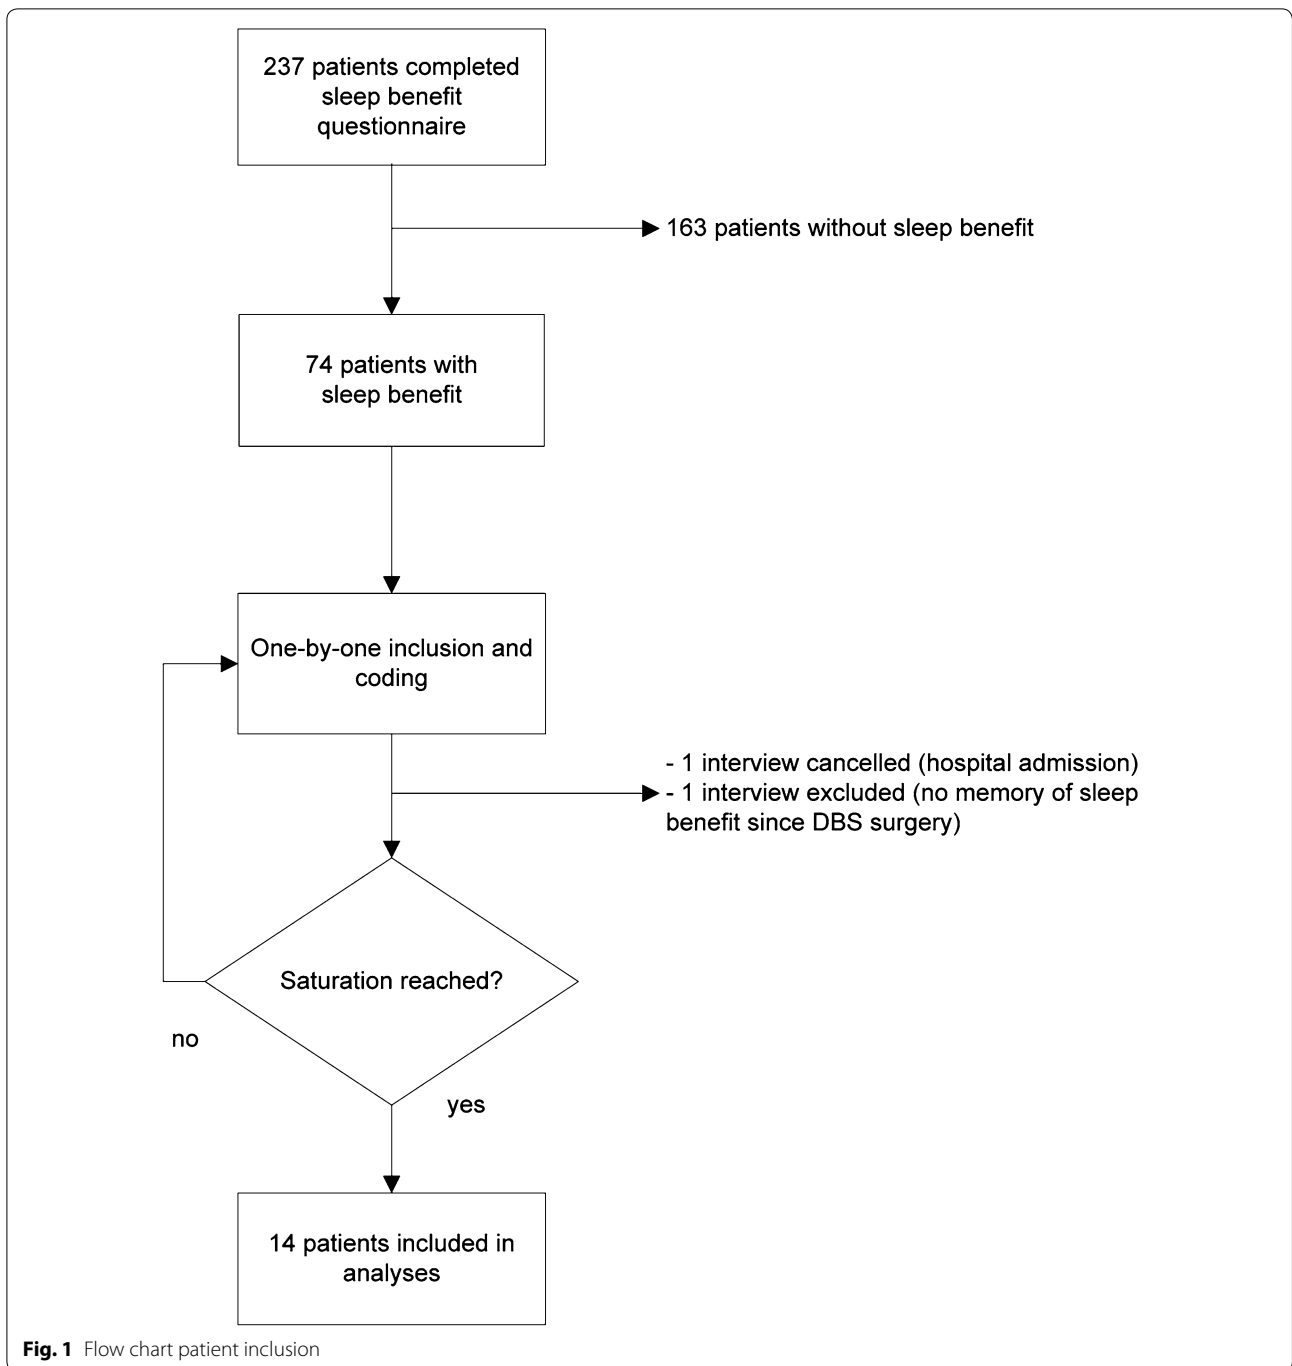 237 patients completed
sleep benefit
questionnaire
163 patients without sleep benefit
74 patients with
sleep benefit
One-by-one inclusion and
coding
- 1 interview cancelled (hospital admission)
- 1 interview excluded (no memory of sleep
benefit since DBS surgery)
Saturation reached?
no
yes
14 patients included in
analyses
Fig. 1 Flow chart patient inclusion